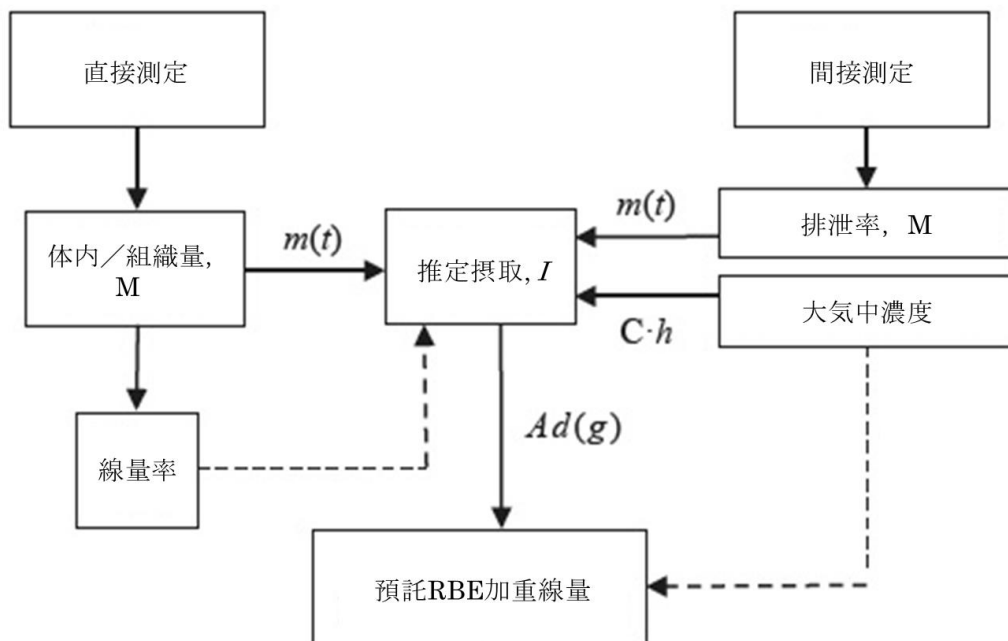 直接測定
間接測定
体内／組織量,
M
m(t)
推定摂取, I
m(t)
排泄率, M
大気中濃度
C·h
線量率
Ad(g)
預託RBE加重線量